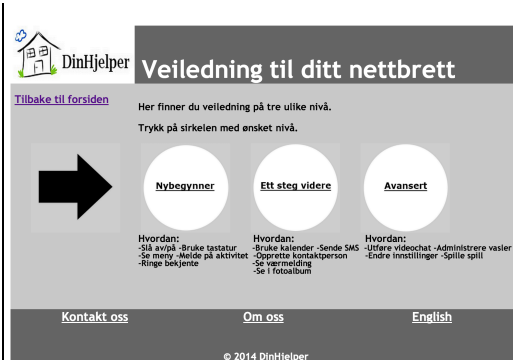 DinHjelper
Veiledning til ditt nettbrett
Tilbake til forsiden
Her finner du veiledning på tre ulike nivå.
Trykk på sirkelen med ønsket nivå.
Nybegynner
Ett steg videre
Avansert
Hvordan:
-Slå av/på -Bruke tastatur
-Se meny -Melde på aktivitet
-Ringe bekjente
Hvordan:
-Bruke kalender -Sende SMS
-Opprette kontaktperson
-Se værmelding
-Se i fotoalbum
Hvordan:
-Utføre videochat -Administrere vasler
-Endre innstillinger -Spille spill
Kontakt oss
Om oss
English
© 2014 DinHjelper